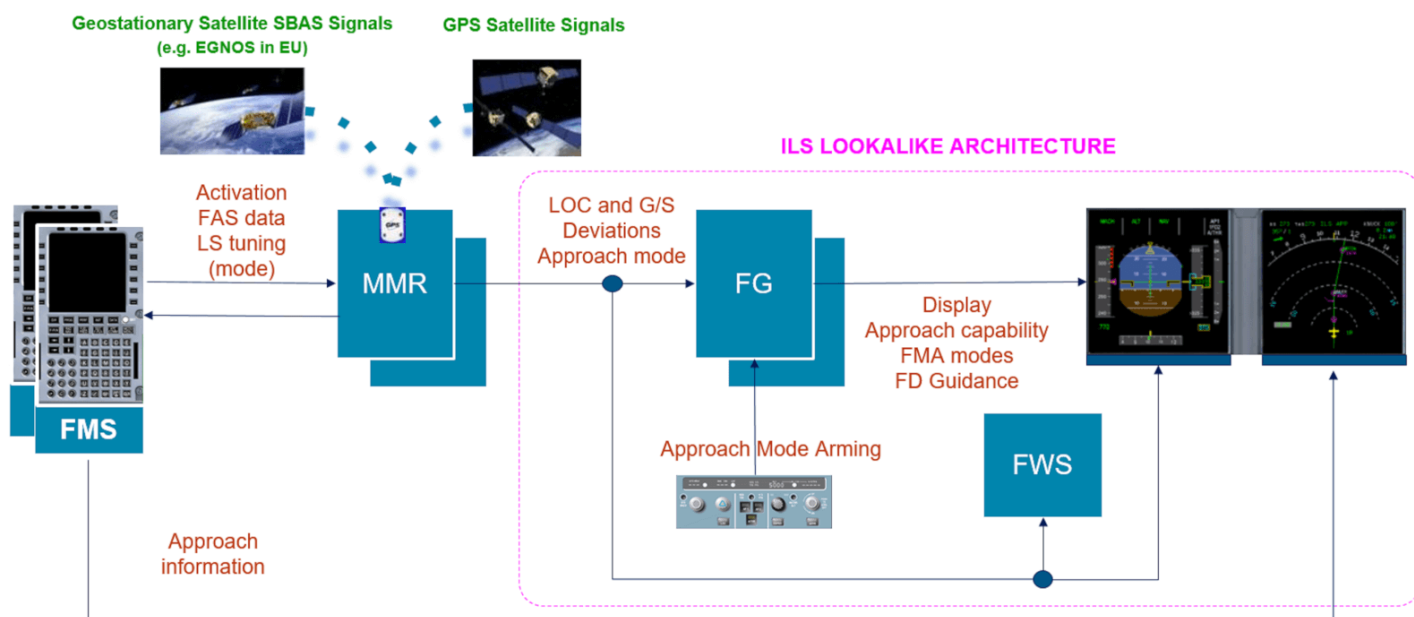 Geostationary Satellite SBAS Signals
(e.g. EGNOS in EU)
GPS Satellite Signals
ILS LOOKALIKE ARCHITECTURE
Activation
FAS data
LS tuning
(mode)
GPS
MMR
LOC and G/S
Deviations
Approach mode
FG
Display
Approach capability
FMA modes
FD Guidance
FMS
Approach Mode Arming
FWS
Approach
information